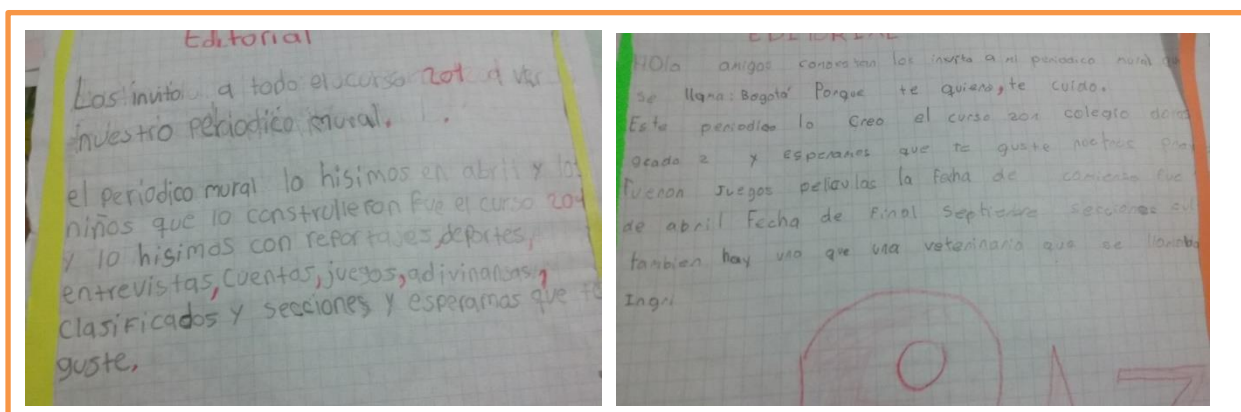 Editorial
Los invito a todo el curso 201 a ver
nuestro periodico mural.
el periodico mural lo hisimos en abril y los
niños que lo construlleron fue el curso 201
y lo hisimos con reportajes, deportes,
entrevistas, cuentos, juegos, adivinansas,
clasificados y secciones y esperamos que te
guste.
EDITORIAL
HOla amigos como estan los invito a mi periodico mural que
se llama: Bogotá Porque te quiero, te cuido.
Este periodico lo creo el curso 201 colegio
grado 2 y esperamos que te guste
fueron juegos peliculas la fecha de comienzo fue
de abril Fecha de Final Septiembre secciones
tambien hay uno que una veterinaria que se llamaba
Ingri